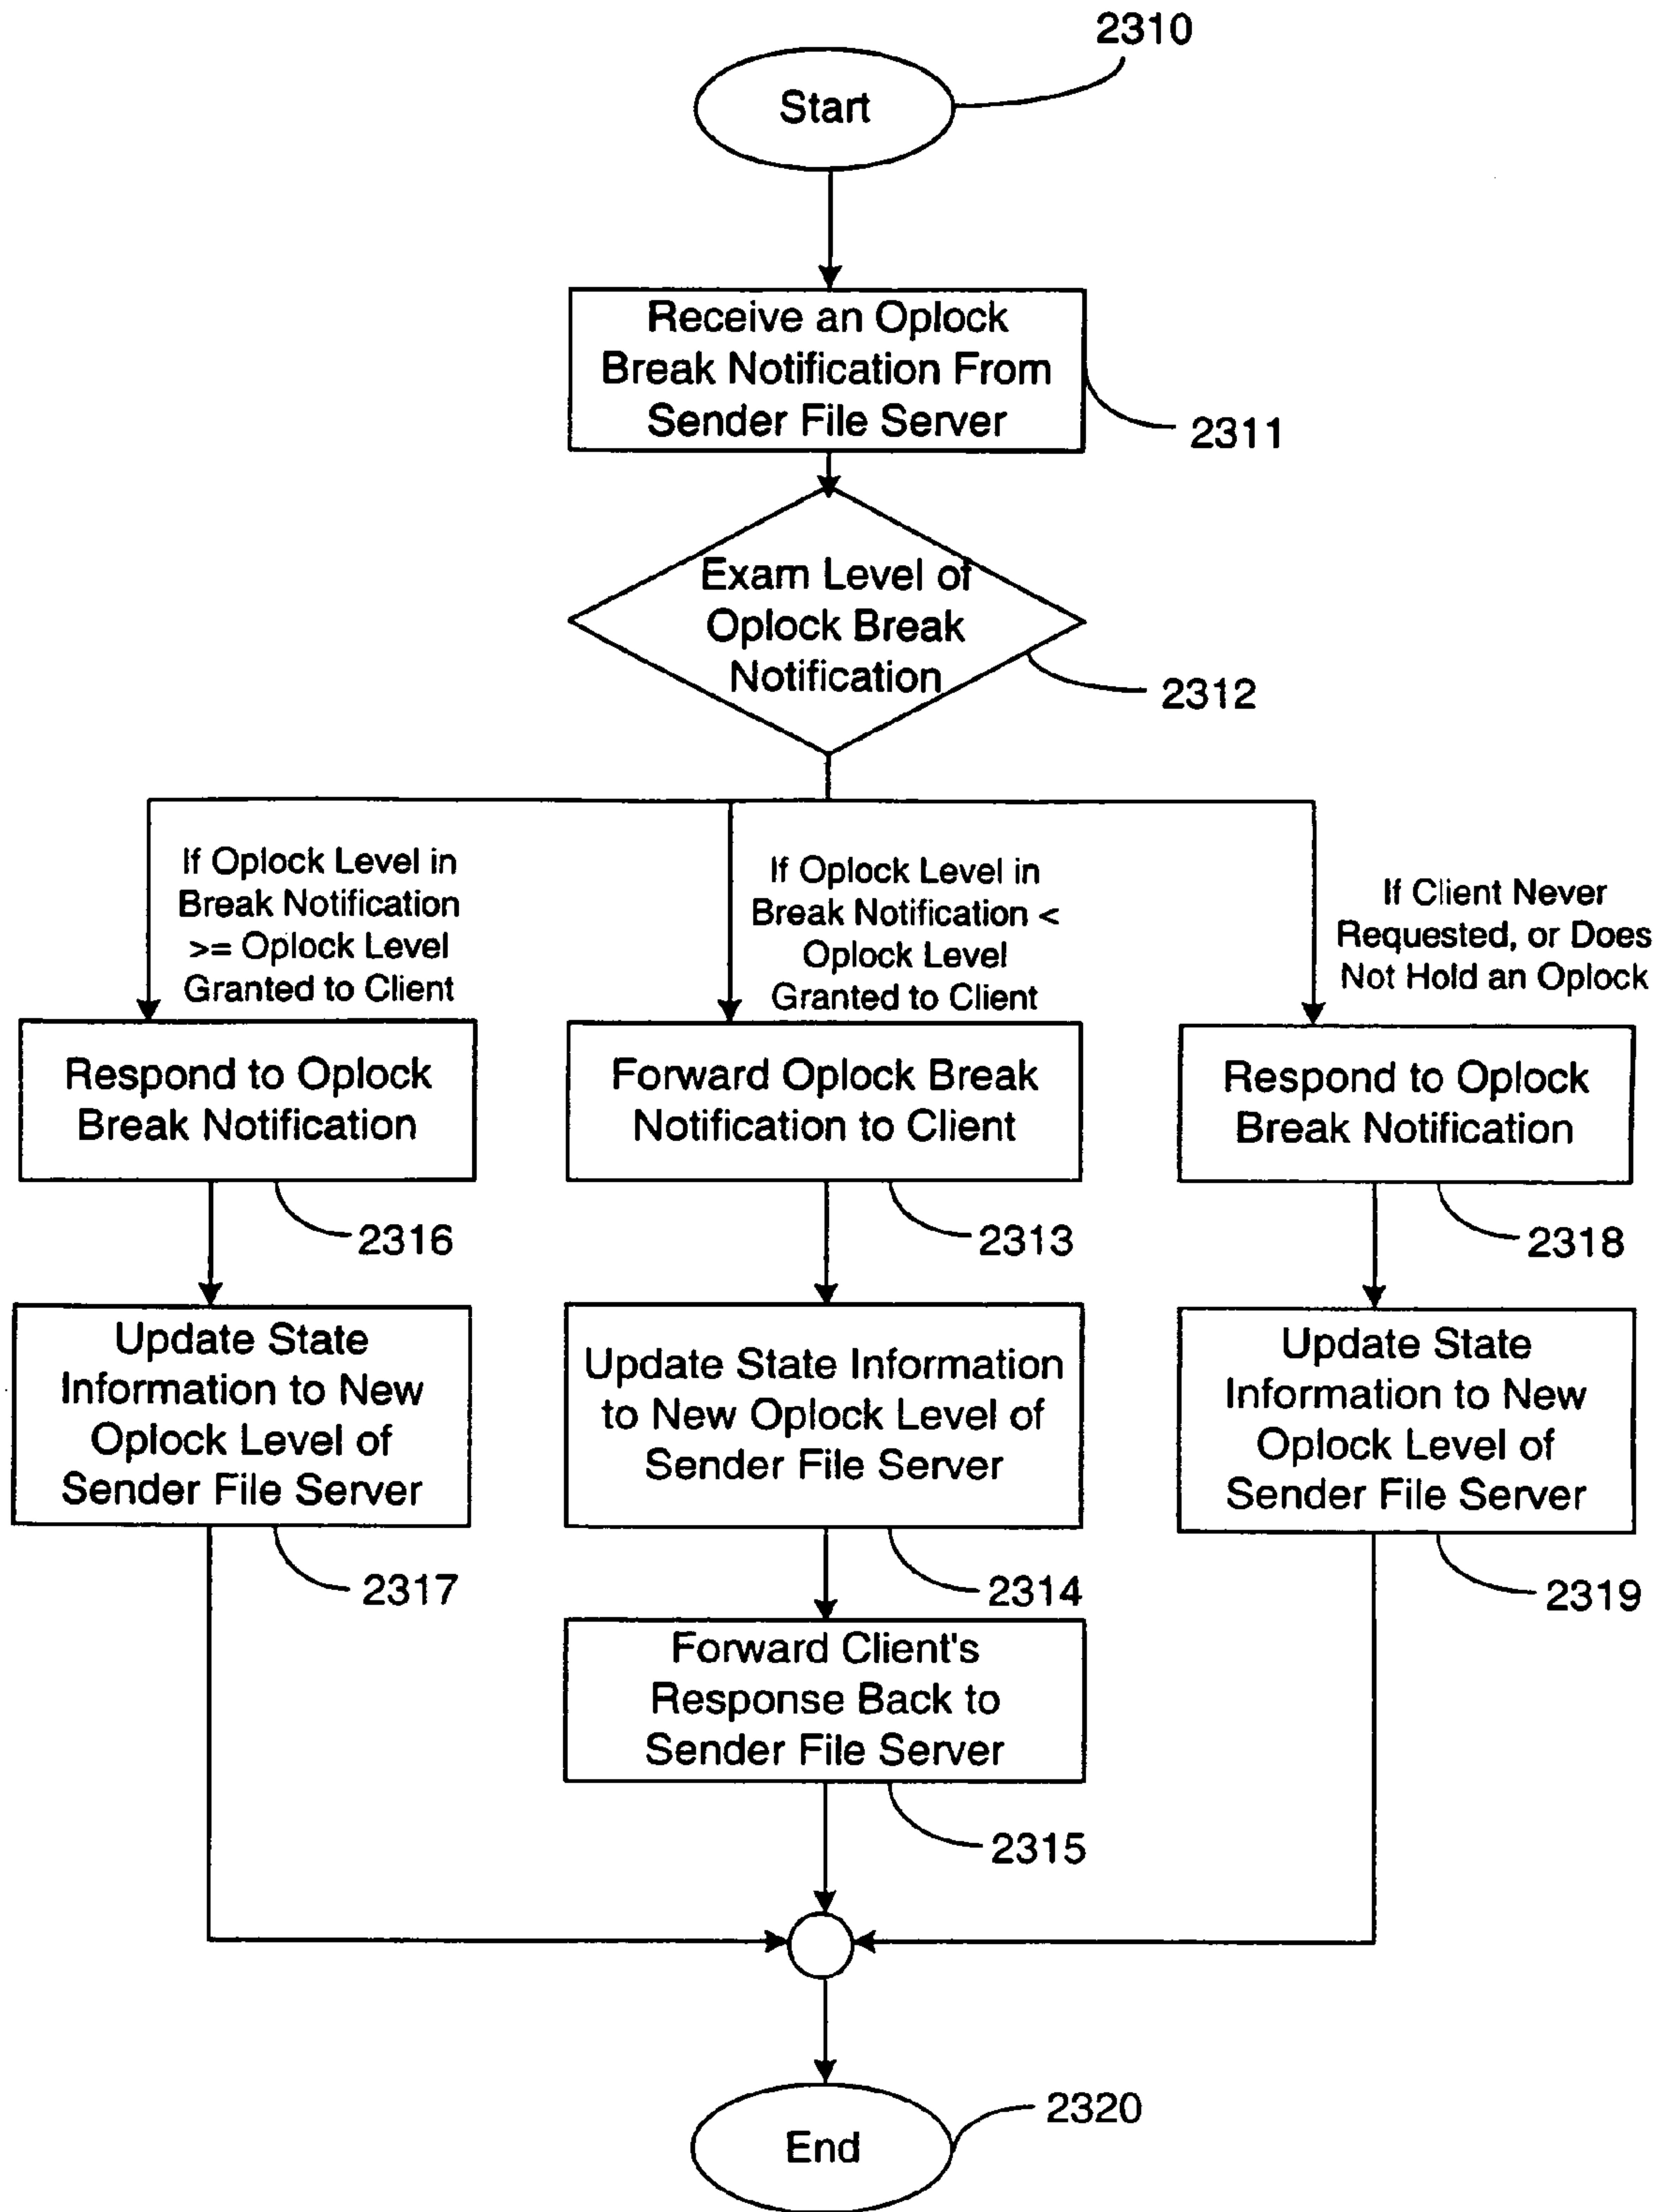 2310
Start
Receive an Oplock
Break Notification From
Sender File Server
2311
Exam Level of
Oplock Break
Notification
2312
If Oplock Level in
Break Notification
>= Oplock Level
Granted to Client
If Oplock Level in
Break Notification <
Oplock Level
Granted to Client
If Client Never
Requested, or Does
Not Hold an Oplock
Respond to Oplock
Break Notification
2316
Forward Oplock Break
Notification to Client
2313
Respond to Oplock
Break Notification
2318
Update State
Information to New
Oplock Level of
Sender File Server
2317
Update State Information
to New Oplock Level of
Sender File Server
2314
Update State
Information to New
Oplock Level of
Sender File Server
2319
Forward Client's
Response Back to
Sender File Server
2315
2320
End